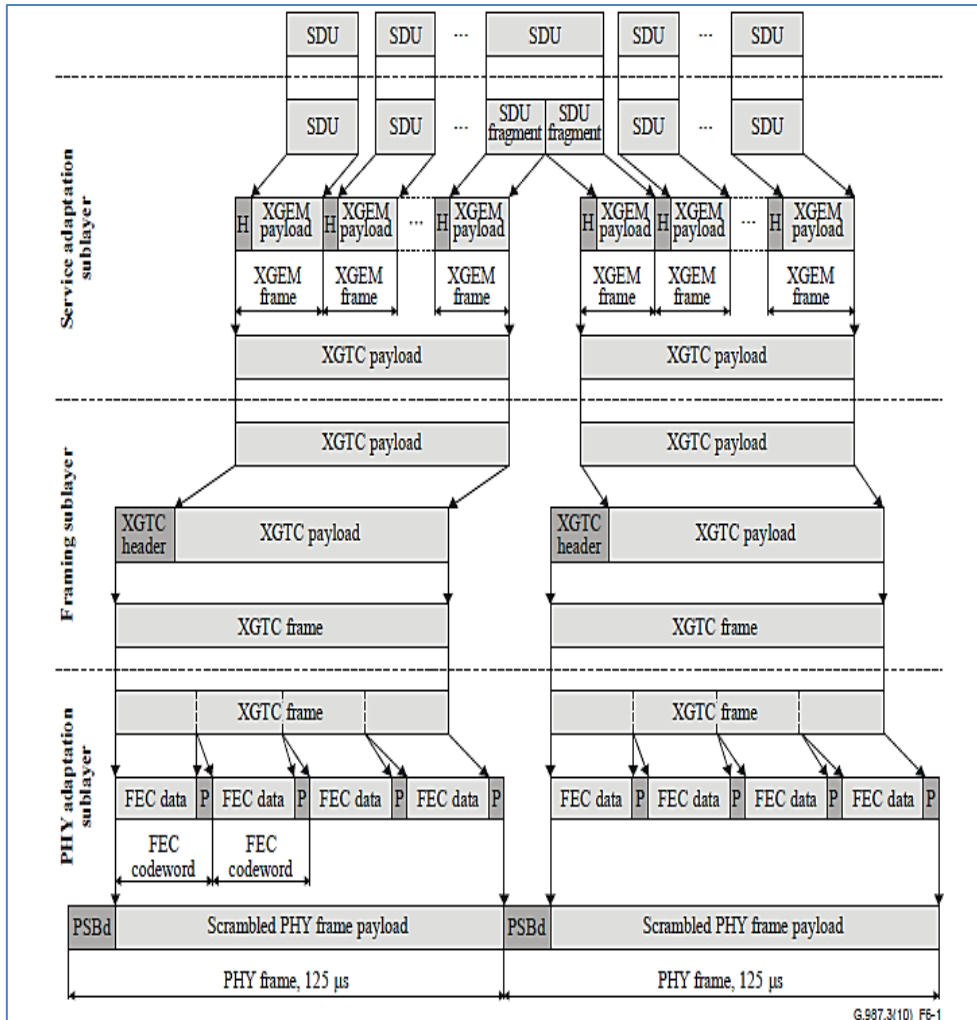 SDU SDU ... SDU SDU ... SDU
SDU SDU ... SDU fragment SDU fragment SDU ... SDU
Service adaptation sublayer
H XGEM payload H XGEM payload ... H XGEM payload H XGEM payload H XGEM payload ... H XGEM payload
XGEM frame XGEM frame XGEM frame XGEM frame XGEM frame XGEM frame
XGTC payload XGTC payload
Framing sublayer
XGTC payload XGTC payload
XGTC header XGTC payload XGTC header XGTC payload
XGTC frame XGTC frame
PHY adaptation sublayer
XGTC frame XGTC frame
FEC data P FEC data P FEC data P FEC data P FEC data P FEC data P FEC data P FEC data P
FEC codeword FEC codeword
PSBd Scrambled PHY frame payload PSBd Scrambled PHY frame payload
PHY frame, 125 μs PHY frame, 125 μs
G.987.3(10)_F6-1